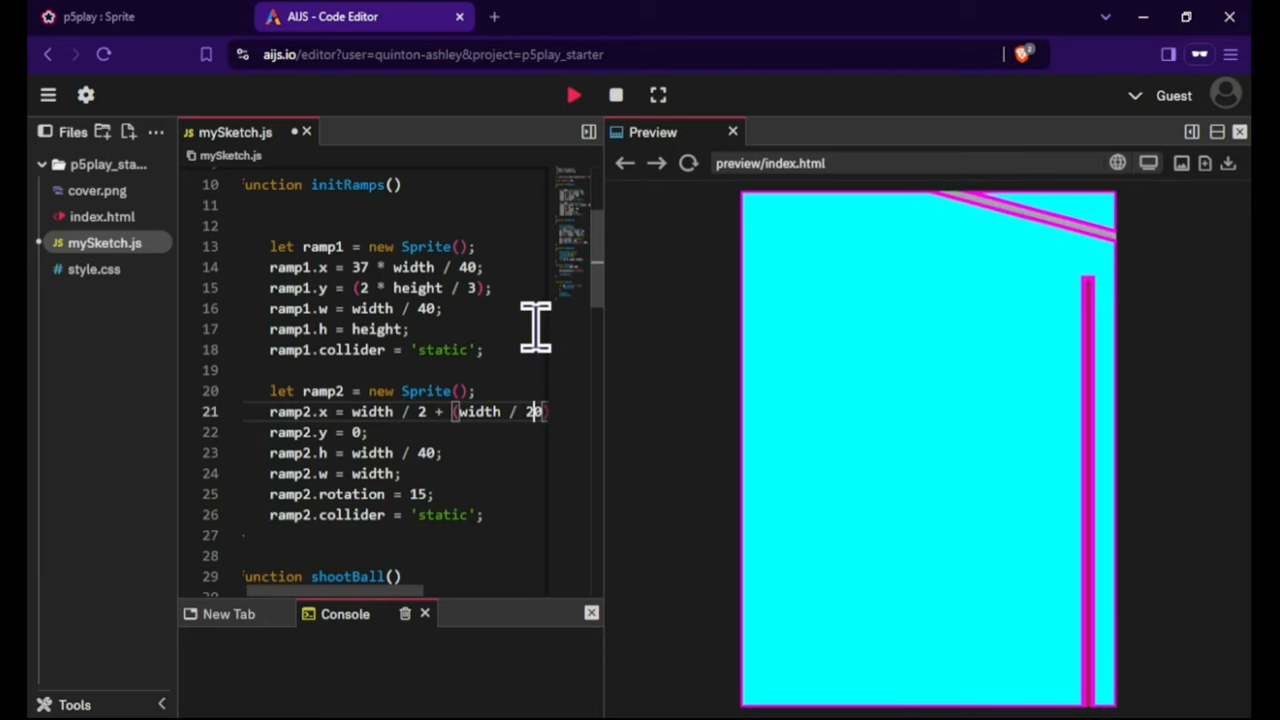 p5play : Sprite
AIJS - Code Editor
aijs.io/editor?user=quinton-ashley&project=p5play_starter
2
Guest
Files
mySketch.js
Preview
mySketch.js
preview/index.html
p5play_sta...
cover.png
index.html
mySketch.js
style.css
10 function initRamps()
11
12
13 let ramp1 = new Sprite();
14 ramp1.x = 37 * width / 40;
15 ramp1.y = (2 * height / 3);
16 ramp1.w = width / 40;
17 ramp1.h = height;
18 ramp1.collider = 'static';
19
20 let ramp2 = new Sprite();
21 ramp2.x = width / 2 + (width / 20)
22 ramp2.y = 0;
23 ramp2.h = width / 40;
24 ramp2.w = width;
25 ramp2.rotation = 15;
26 ramp2.collider = 'static';
27
28
29 function shootBall()
New Tab
Console
Tools